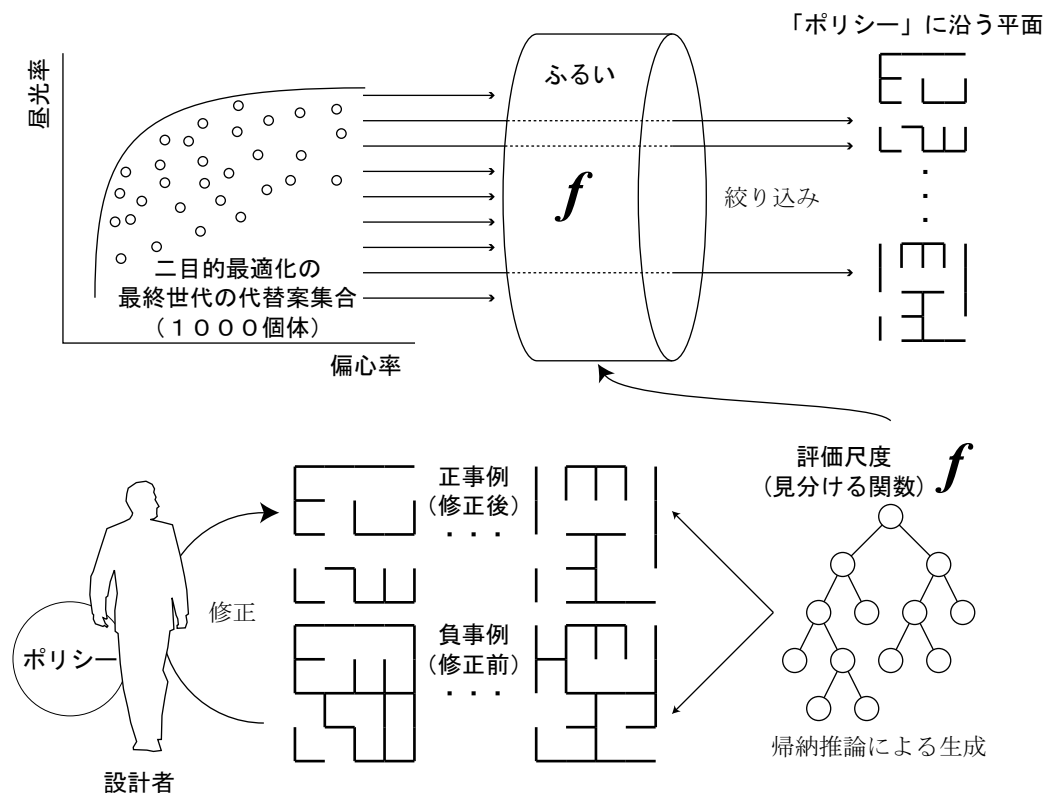 「ポリシー」に沿う平面
昼光率
ふるい
f
絞り込み
二目的最適化の
最終世代の代替案集合
（１０００個体）
偏心率
評価尺度
（見分ける関数）
f
正事例
（修正後）
・・・
修正
負事例
（修正前）
・・・
ポリシー
設計者
帰納推論による生成